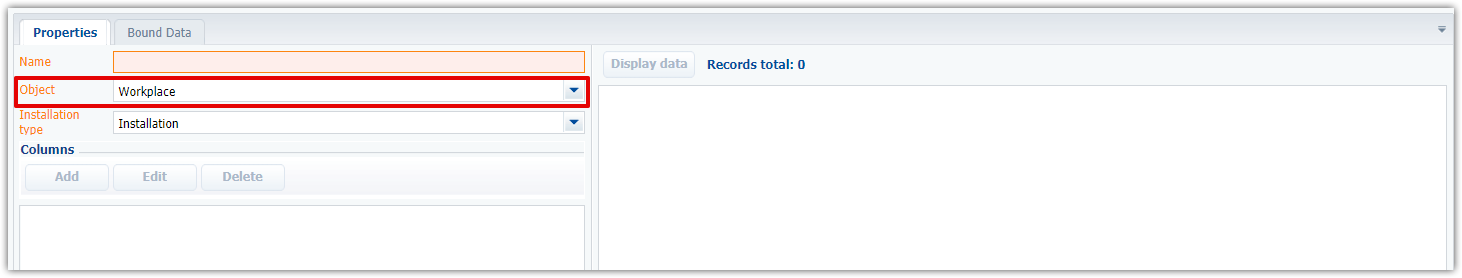 Properties
Bound Data
Name
Object
Workplace
Installation
type
Installation
Columns
Add
Edit
Delete
Display data
Records total: 0